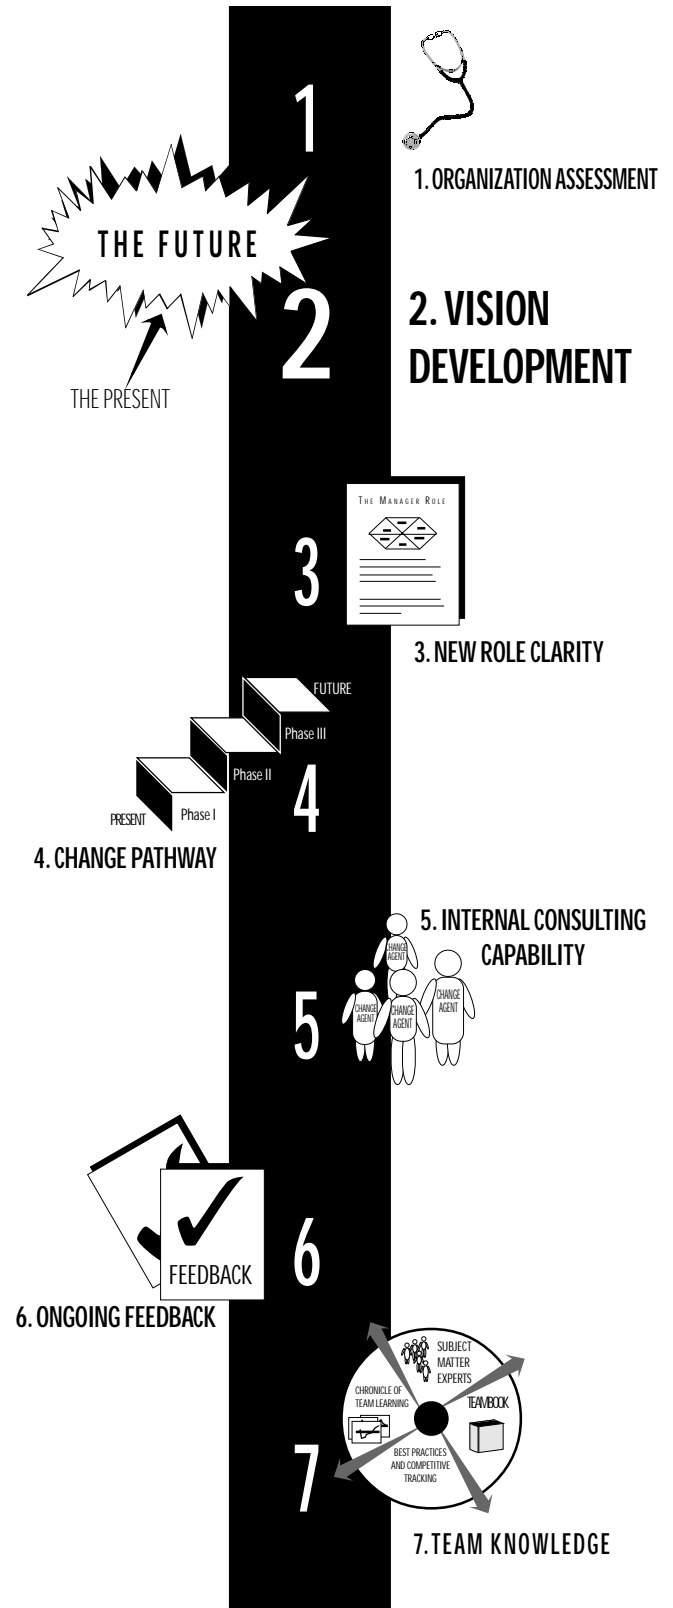 1
1. ORGANIZATION ASSESSMENT
THE FUTURE
THE PRESENT
2
2. VISION
DEVELOPMENT
THE MANAGER ROLE
3
3. NEW ROLE CLARITY
FUTURE
Phase III
Phase II
Phase I
PRESENT
4
4. CHANGE PATHWAY
5. INTERNAL CONSULTING
CAPABILITY
CHANGE
AGENT
CHANGE
AGENT
CHANGE
AGENT
CHANGE
AGENT
5
FEEDBACK
6
6. ONGOING FEEDBACK
SUBJECT
MATTER
EXPERTS
CHRONICLE OF
TEAM LEARNING
TEAMBOOK
BEST PRACTICES
AND COMPETITIVE
TRACKING
7
7. TEAM KNOWLEDGE